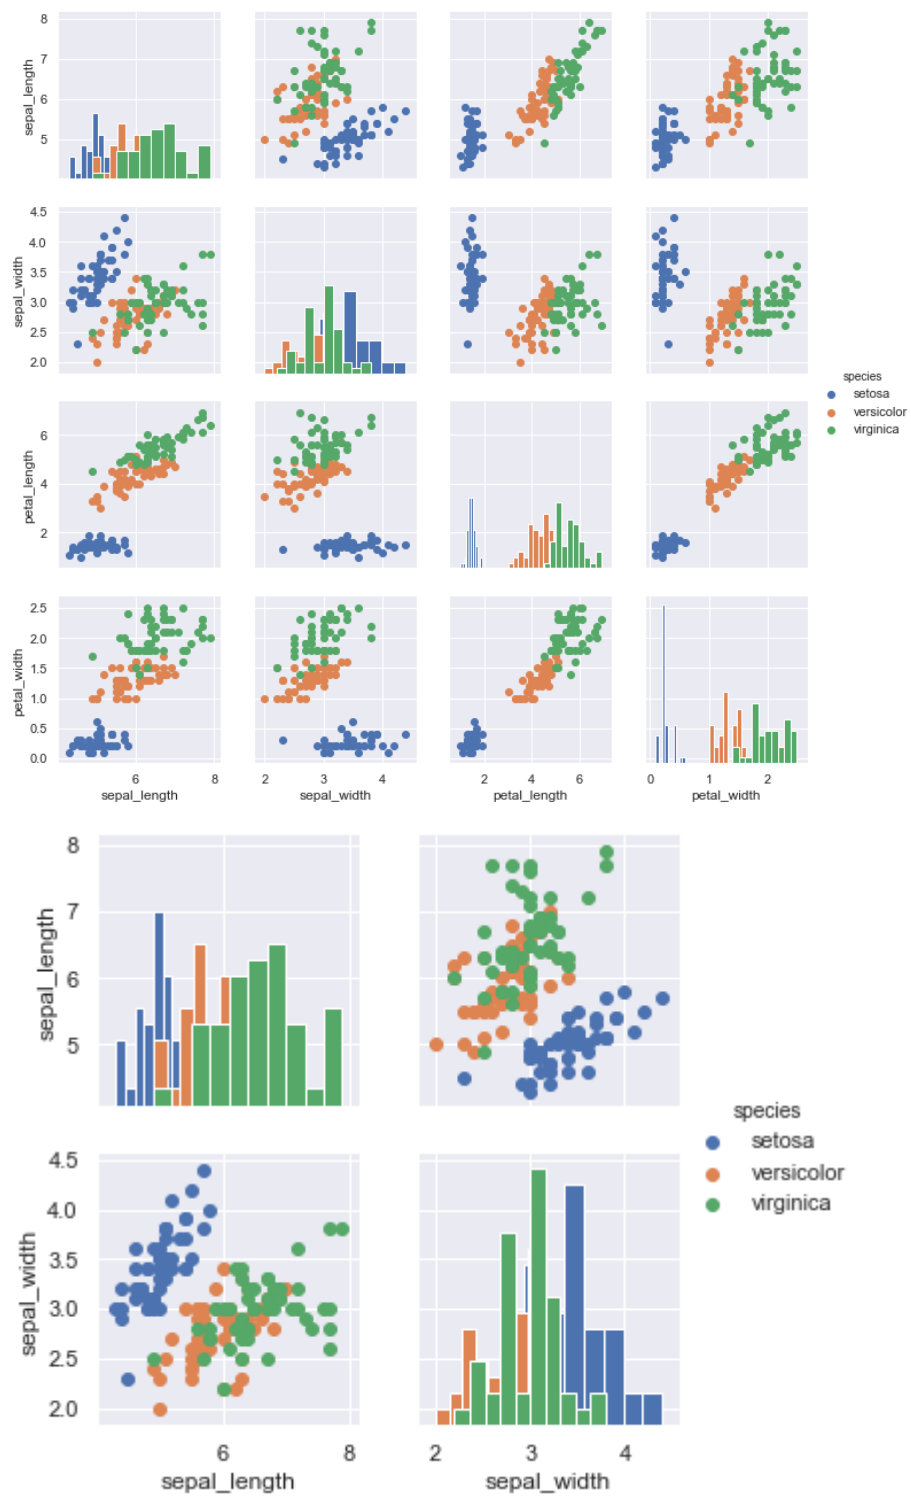 8
7
6
5
sepal_length
4.5
4.0
3.5
3.0
2.5
2.0
sepal_width
species
setosa
versicolor
virginica
6
4
2
petal_length
2.5
2.0
1.5
1.0
0.5
0.0
petal_width
6 8
sepal_length
2 3 4
sepal_width
2 4 6
petal_length
0 1 2
petal_width
8
7
6
5
sepal_length
species
setosa
versicolor
virginica
4.5
4.0
3.5
3.0
2.5
2.0
sepal_width
6 8
sepal_length
2 3 4
sepal_width